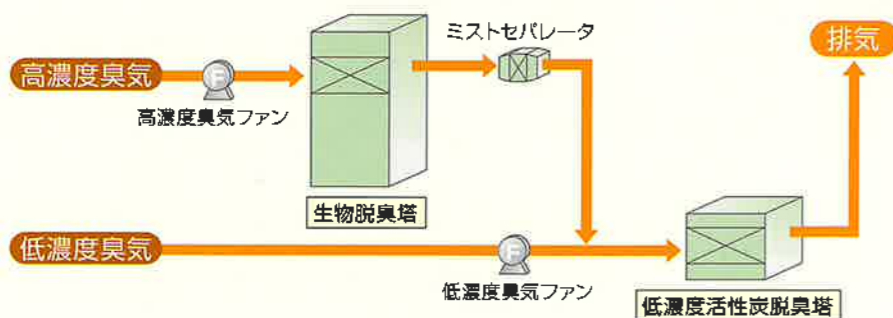 ミストセパレータ
排気
高濃度臭気
F
高濃度臭気ファン
生物脱臭塔
低濃度臭気
F
低濃度臭気ファン
低濃度活性炭脱臭塔